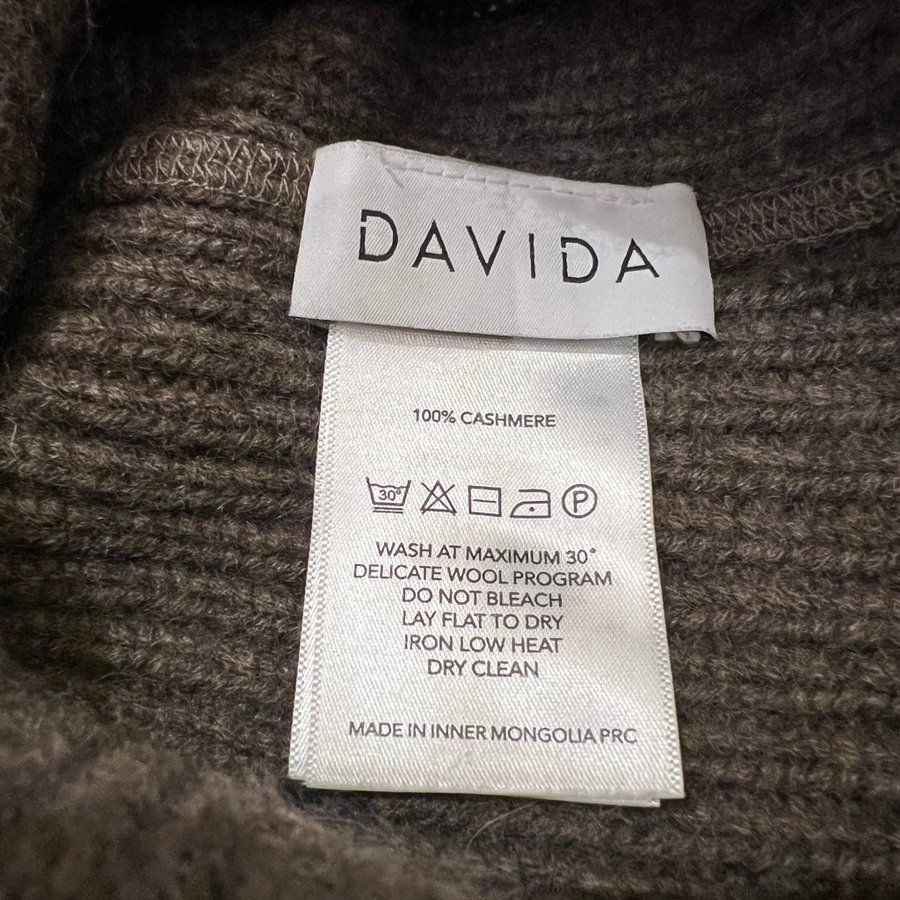 DAVIDA
100% CASHMERE
30° P
WASH AT MAXIMUM 30°
DELICATE WOOL PROGRAM
DO NOT BLEACH
LAY FLAT TO DRY
IRON LOW HEAT
DRY CLEAN
MADE IN INNER MONGOLIA PRC